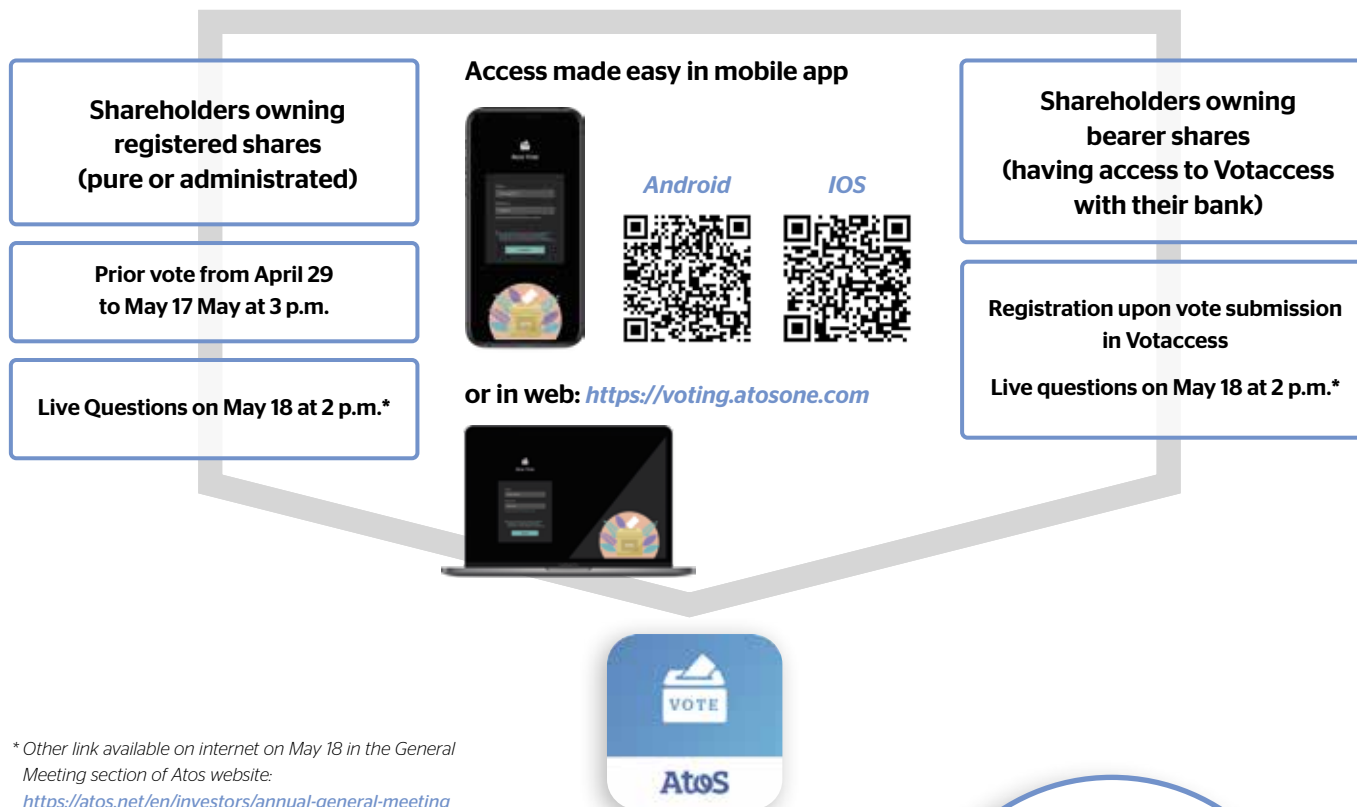 Shareholders owning
registered shares
(pure or administrated)
Prior vote from April 29
to May 17 May at 3 p.m.
Live Questions on May 18 at 2 p.m.*
Access made easy in mobile app
Atos Vote
Android
IOS
or in web: https://voting.atosone.com
Atos Vote
Shareholders owning
bearer shares
(having access to Votaccess
with their bank)
Registration upon vote submission
in Votaccess
Live questions on May 18 at 2 p.m.*
VOTE
Atos
* Other link available on internet on May 18 in the General
Meeting section of Atos website:
https://atos.net/en/investors/annual-general-meeting